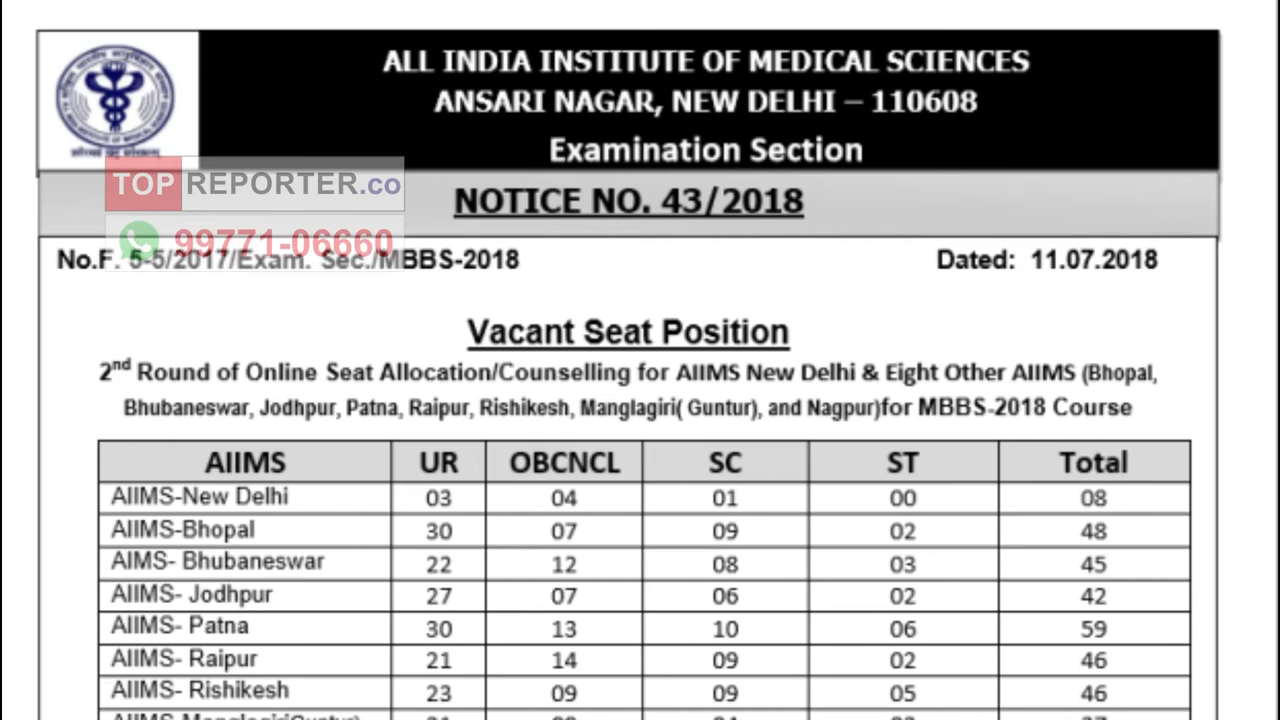 ALL INDIA INSTITUTE OF MEDICAL SCIENCES
ANSARI NAGAR, NEW DELHI – 110608
Examination Section
TOP REPORTER.co
NOTICE NO. 43/2018
99771-06660
No.F. 5-5/2017/Exam. Sec./MBBS-2018 Dated: 11.07.2018
Vacant Seat Position
2nd Round of Online Seat Allocation/Counselling for AIIMS New Delhi & Eight Other AIIMS (Bhopal,
Bhubaneswar, Jodhpur, Patna, Raipur, Rishikesh, Manglagiri( Guntur), and Nagpur)for MBBS-2018 Course
AIIMS UR OBCNCL SC ST Total
AIIMS-New Delhi 03 04 01 00 08
AIIMS-Bhopal 30 07 09 02 48
AIMS- Bhubaneswar 22 12 08 03 45
AIIMS- Jodhpur 27 07 06 02 42
AIIMS- Patna 30 13 10 06 59
AIIMS- Raipur 21 14 09 02 46
AIIMS- Rishikesh 23 09 09 05 46